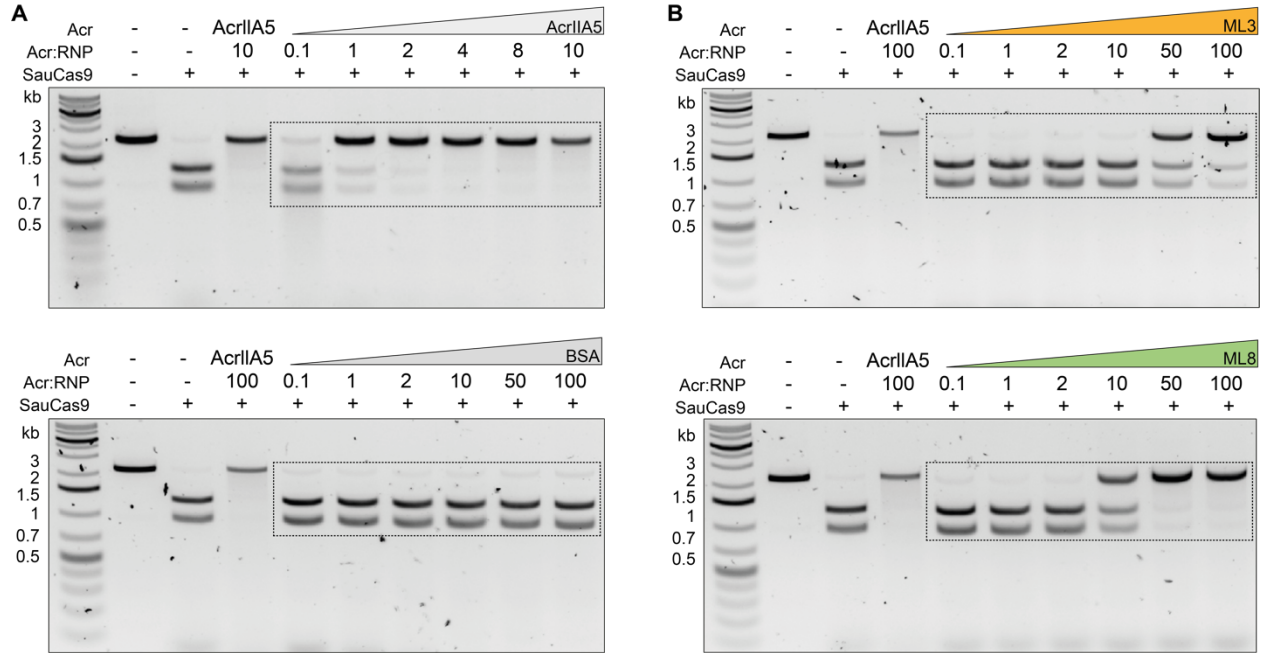 A
Acr - - AcrIIA5 AcrIIA5
Acr:RNP - - 10 0.1 1 2 4 8 10
SauCas9 - + + + + + + + +
kb
3
2
1.5
1
0.7
0.5
Acr - - AcrIIA5 BSA
Acr:RNP - - 100 0.1 1 2 10 50 100
SauCas9 - + + + + + + + +
kb
3
2
1.5
1
0.7
0.5
B
Acr - - AcrIIA5 ML3
Acr:RNP - - 100 0.1 1 2 10 50 100
SauCas9 - + + + + + + + +
kb
3
2
1.5
1
0.7
0.5
Acr - - AcrIIA5 ML8
Acr:RNP - - 100 0.1 1 2 10 50 100
SauCas9 - + + + + + + + +
kb
3
2
1.5
1
0.7
0.5